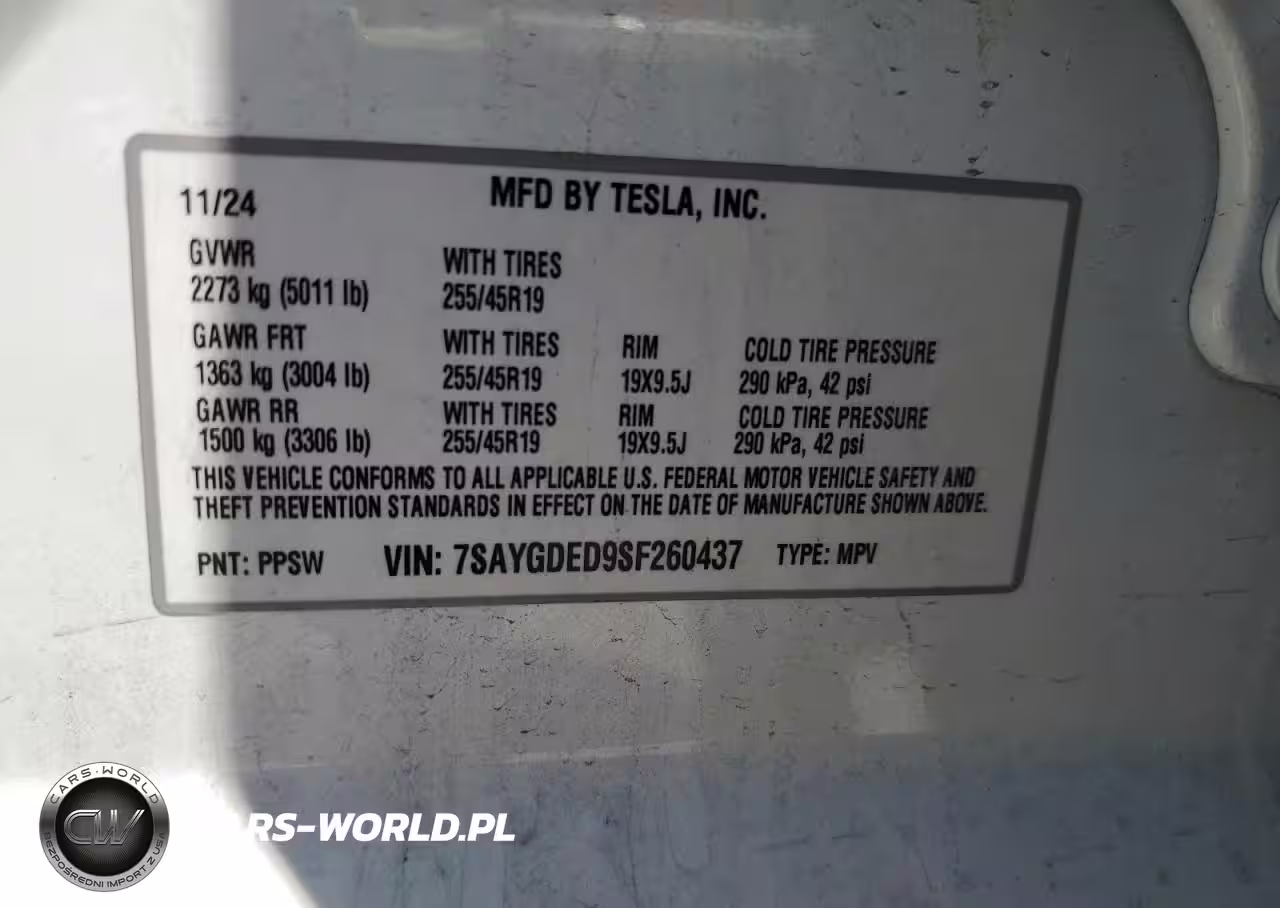 11/24 MFD BY TESLA, INC.
GVWR WITH TIRES
2273 kg (5011 lb) 255/45R19
GAWR FRT WITH TIRES RIM COLD TIRE PRESSURE
1363 kg (3004 lb) 255/45R19 19X9.5J 290 kPa, 42 psi
GAWR RR WITH TIRES RIM COLD TIRE PRESSURE
1500 kg (3306 lb) 255/45R19 19X9.5J 290 kPa, 42 psi
THIS VEHICLE CONFORMS TO ALL APPLICABLE U.S. FEDERAL MOTOR VEHICLE SAFETY AND
THEFT PREVENTION STANDARDS IN EFFECT ON THE DATE OF MANUFACTURE SHOWN ABOVE.
PNT: PPSW VIN: 7SAYGDED9SF260437 TYPE: MPV
CARS-WORLD
CW
BEZPOŚREDNI IMPORT Z USA
CARS-WORLD.PL